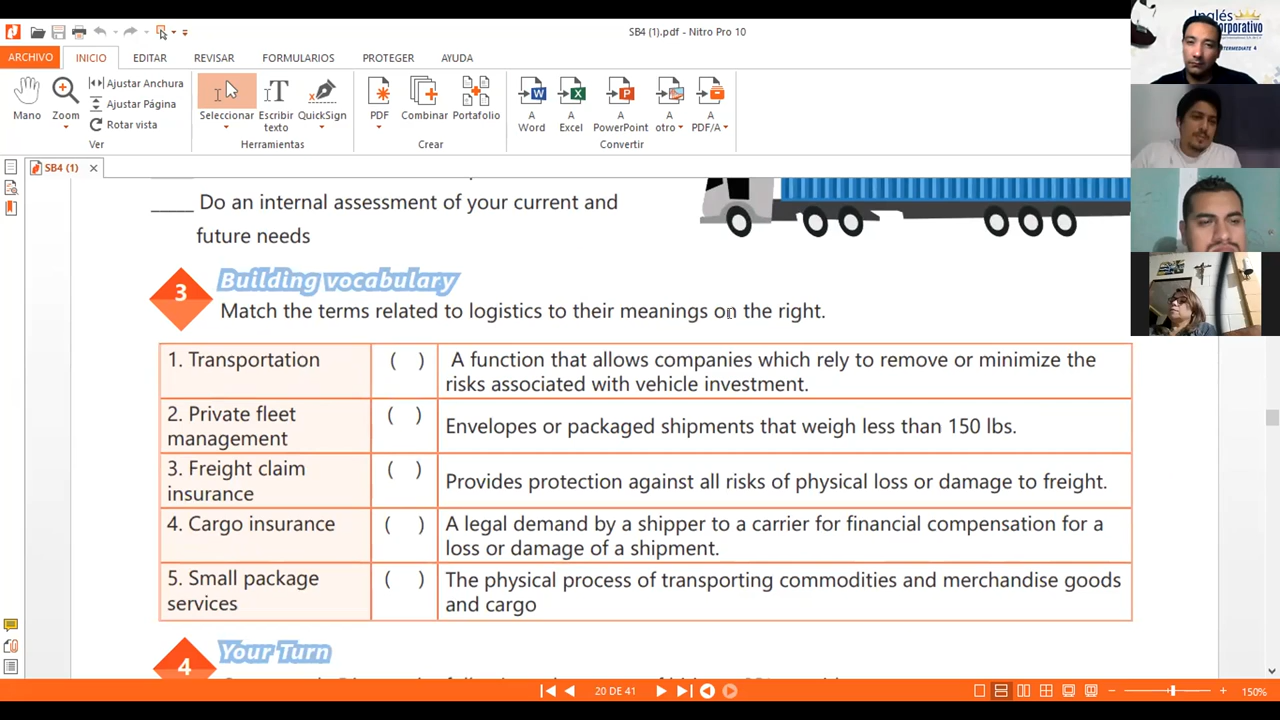 SB4 (1).pdf - Nitro Pro 10
ARCHIVO INICIO EDITAR REVISAR FORMULARIOS PROTEGER AYUDA
Mano
Zoom
Ajustar Anchura
Ajustar Página
Rotar vista
Ver
Seleccionar
Escribir texto
QuickSign
Herramientas
PDF
Combinar
Portafolio
Crear
A Word
A Excel
A PowerPoint
A otro
A PDF/A
Convertir
SB4 (1)
_____ Do an internal assessment of your current and
future needs
3 Building vocabulary
Match the terms related to logistics to their meanings on the right.
1. Transportation ( ) A function that allows companies which rely to remove or minimize the
risks associated with vehicle investment.
2. Private fleet
management ( ) Envelopes or packaged shipments that weigh less than 150 lbs.
3. Freight claim
insurance ( ) Provides protection against all risks of physical loss or damage to freight.
4. Cargo insurance ( ) A legal demand by a shipper to a carrier for financial compensation for a
loss or damage of a shipment.
5. Small package
services ( ) The physical process of transporting commodities and merchandise goods
and cargo
4 Your Turn
20 DE 41
150%
Inglés
INTERMEDIATE 4